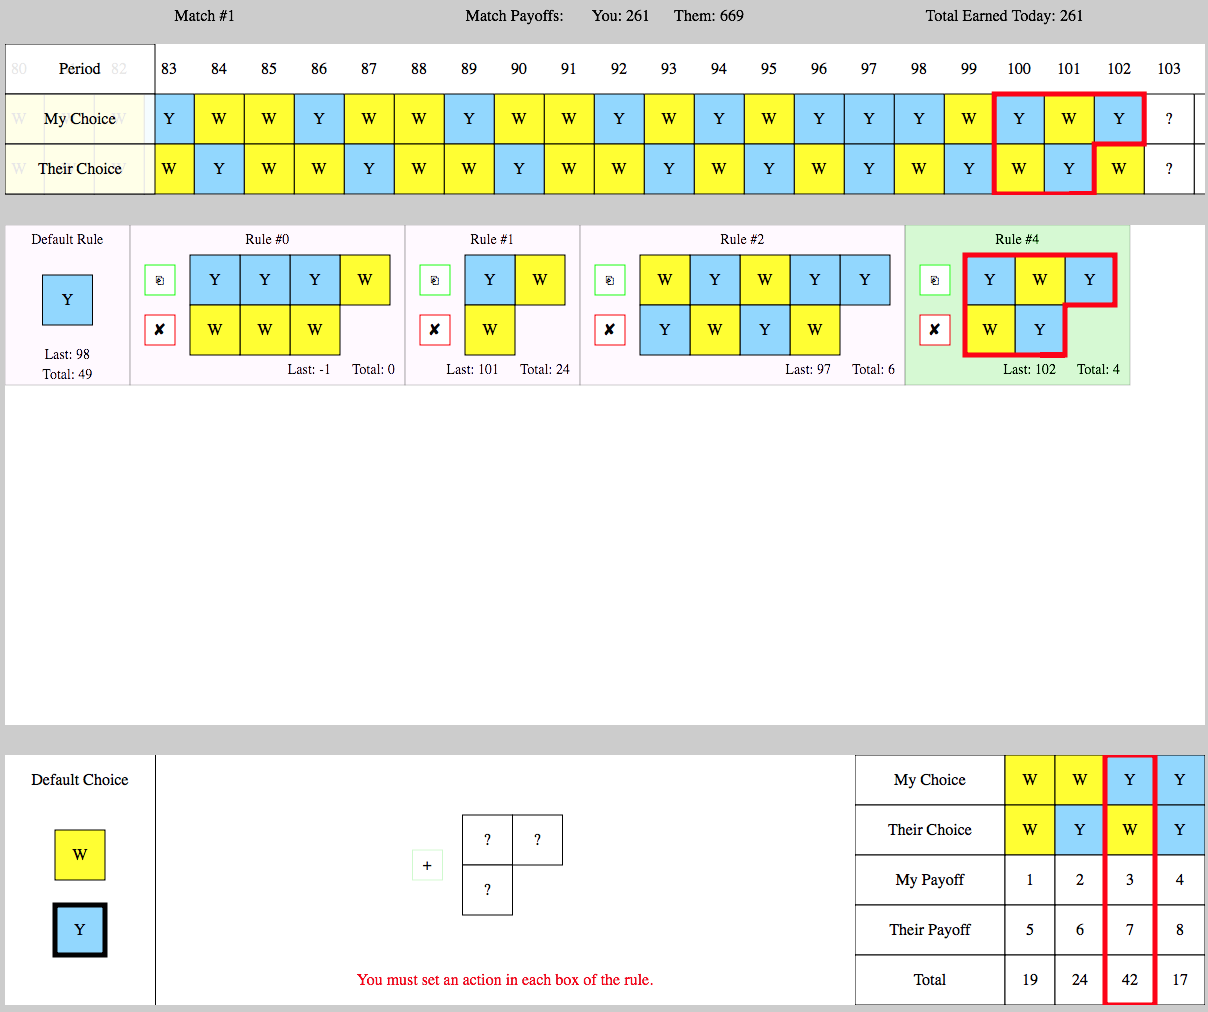 Match #1 Match Payoffs: You: 261 Them: 669 Total Earned Today: 261
80 Period 82 83 84 85 86 87 88 89 90 91 92 93 94 95 96 97 98 99 100 101 102 103
W My Choice W Y W W Y W W Y W W Y W Y W Y Y Y W Y W Y ?
W Their Choice W W Y W W Y W W Y W W Y W Y W Y W Y W Y W ?
Default Rule Rule #0 Rule #1 Rule #2 Rule #4
Y Y Y W Y W W Y W Y Y Y W Y
Y
✘ W W W ✘ W ✘ Y W Y W ✘ W Y
Last: 98 Last: -1 Total: 0 Last: 101 Total: 24 Last: 97 Total: 6 Last: 102 Total: 4
Total: 49
Default Choice My Choice W W Y Y
W + ? ? Their Choice W Y W Y
? My Payoff 1 2 3 4
Y Their Payoff 5 6 7 8
You must set an action in each box of the rule. Total 19 24 42 17